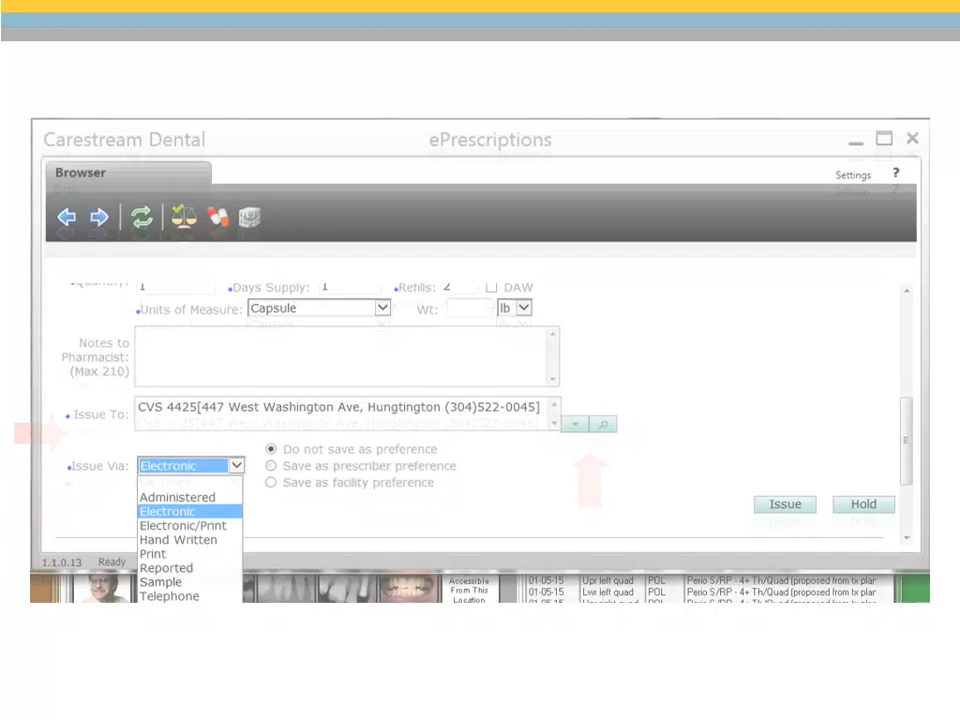 Carestream Dental ePrescriptions
Browser Settings ?
1 Days Supply: 1 Refills: 2 DAW
Units of Measure: Capsule Wt: lb
Notes to
Pharmacist:
(Max 210)
Issue To: CVS 4425[447 West Washington Ave, Hungtington (304)522-0045]
Do not save as preference
Issue Via: Electronic Save as prescriber preference
Save as facility preference
Administered
Electronic
Electronic/Print
Hand Written
Print
Reported
Sample
Telephone
Issue Hold
1.1.0.13 Ready
Accessible 01-05-15 Upr left quad POL Perio S/RP - 4+ Th/Quad (proposed from tx plan
From This 01-05-15 Lwr left quad POL Perio S/RP - 4+ Th/Quad (proposed from tx plan
Location